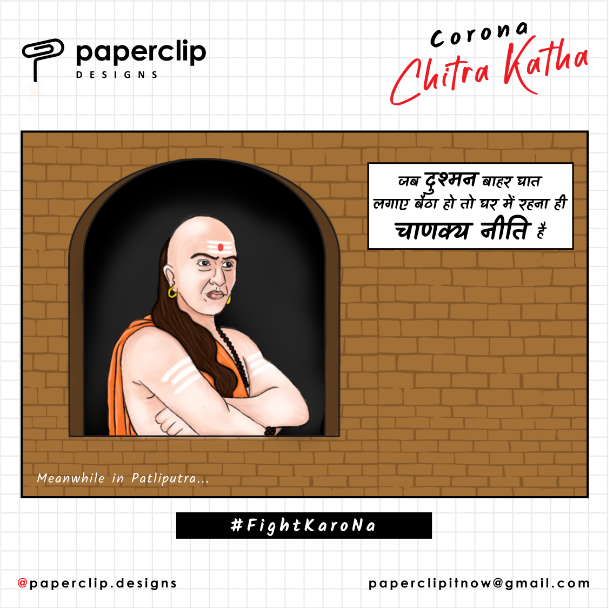 paperclip
DESIGNS
Corona
Chitra Katha
जब दुश्मन बाहर घात
लगाए बैठा हो तो घर में रहना ही
चाणक्य नीति है
Meanwhile in Patliputra...
#FightKaroNa
@paperclip.designs
paperclipitnow@gmail.com